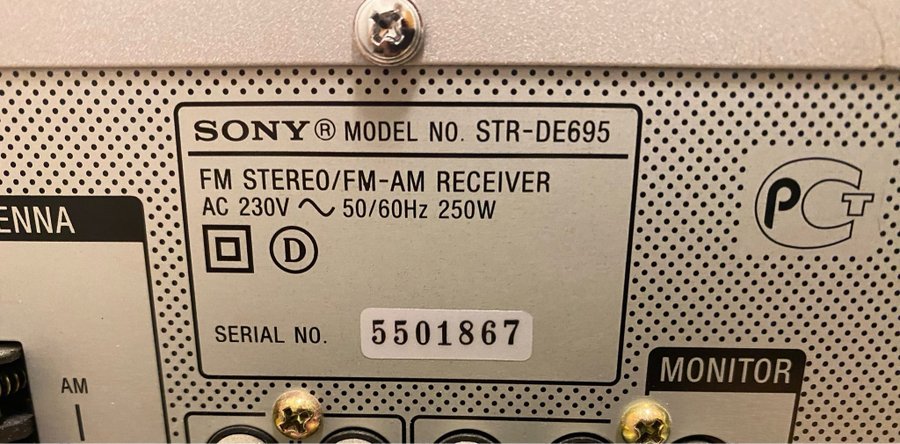 SONY® MODEL NO. STR-DE695
FM STEREO/FM-AM RECEIVER
AC 230V ~ 50/60Hz 250W
D
PCT
ENNA
SERIAL NO. 5501867
AM
MONITOR